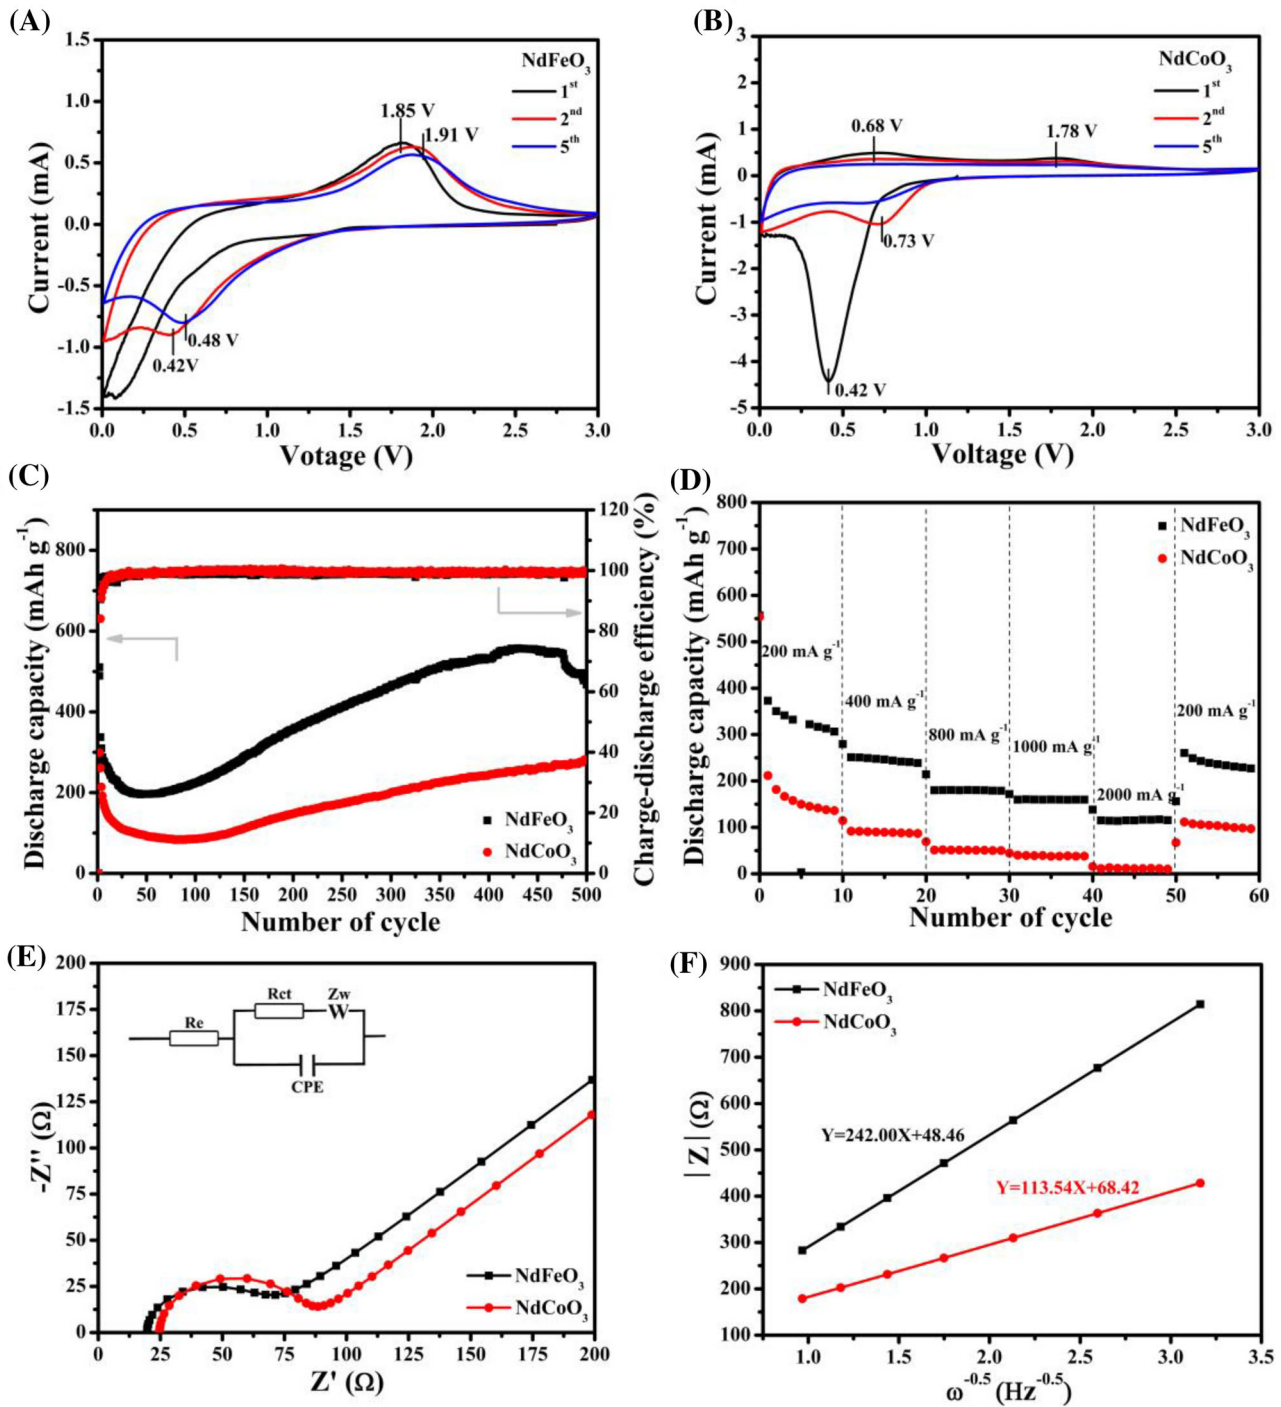 (A)
NdFeO3
1st
2nd
5th
1.85 V
1.91 V
0.48 V
0.42V
1.5
1.0
0.5
0.0
-0.5
-1.0
-1.5
Current (mA)
0.0 0.5 1.0 1.5 2.0 2.5 3.0
Votage (V)
(B)
NdCoO3
1st
2nd
5th
0.68 V
1.78 V
0.73 V
0.42 V
3
2
1
0
-1
-2
-3
-4
-5
Current (mA)
0.0 0.5 1.0 1.5 2.0 2.5 3.0
Voltage (V)
(C)
800
600
400
200
0
Discharge capacity (mAh g-1)
120
100
80
60
40
20
0
Charge-discharge efficiency (%)
NdFeO3
NdCoO3
0 50 100 150 200 250 300 350 400 450 500
Number of cycle
(D)
800
700
600
500
400
300
200
100
0
Discharge capacity (mAh g-1)
NdFeO3
NdCoO3
200 mA g-1
400 mA g-1
800 mA g-1
1000 mA g-1
2000 mA g-1
200 mA g-1
0 10 20 30 40 50 60
Number of cycle
(E)
200
175
150
125
100
75
50
25
0
-Z'' (Ω)
Re
Rct
Zw
W
CPE
NdFeO3
NdCoO3
0 25 50 75 100 125 150 175 200
Z' (Ω)
(F)
900
800
700
600
500
400
300
200
100
|Z| (Ω)
NdFeO3
NdCoO3
Y=242.00X+48.46
Y=113.54X+68.42
1.0 1.5 2.0 2.5 3.0 3.5
ω-0.5 (Hz-0.5)